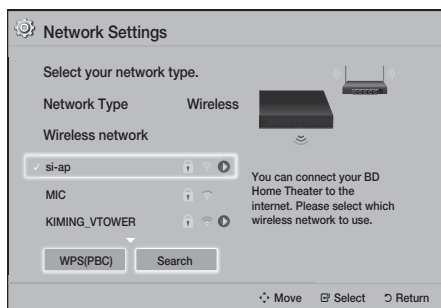 Network Settings
Select your network type.
Network Type Wireless
Wireless network
si-ap
MIC
KIMING_VTOWER
WPS(PBC) Search
You can connect your BD
Home Theater to the
internet. Please select which
wireless network to use.
Move Select Return